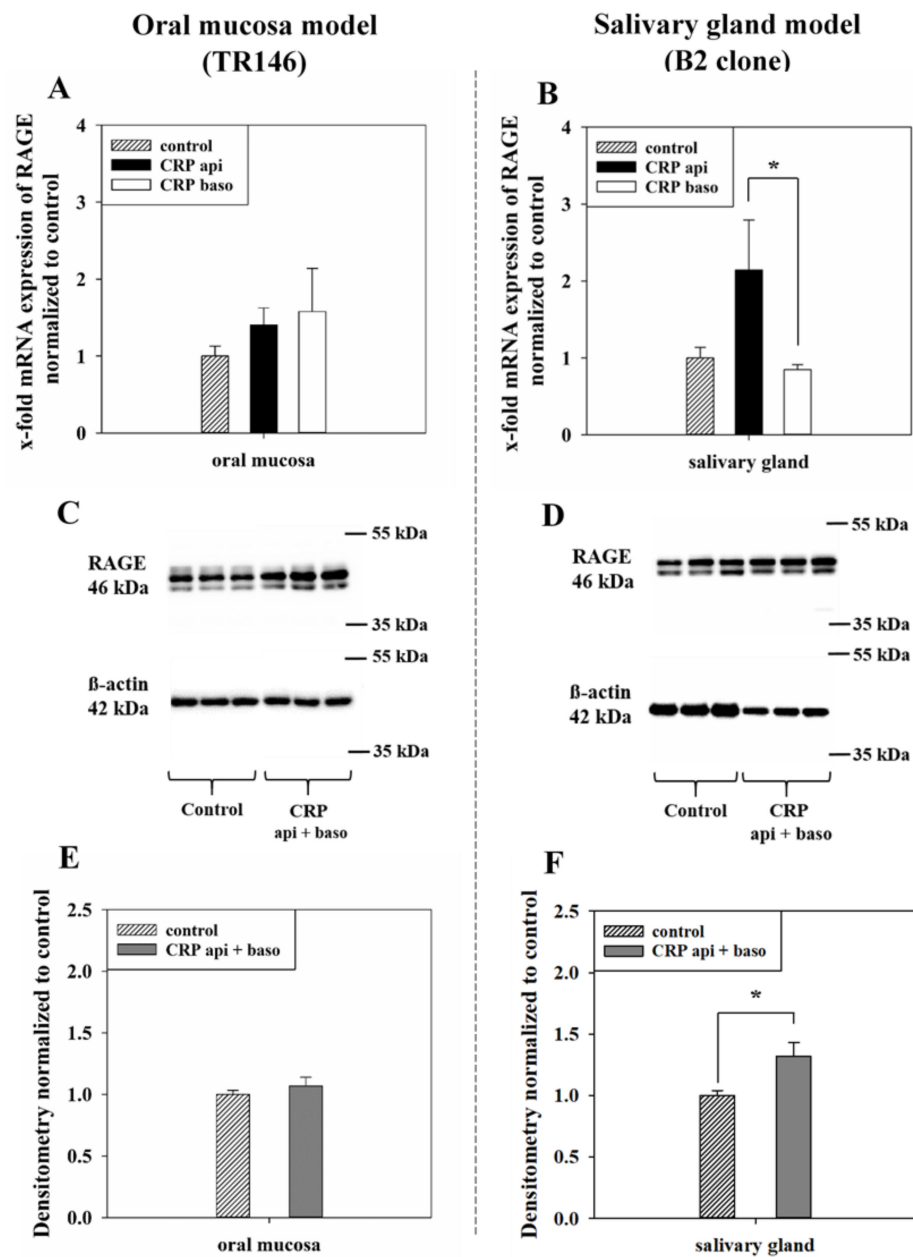 Oral mucosa model
(TR146)
Salivary gland model
(B2 clone)
A
x-fold mRNA expression of RAGE
normalized to control
4
3
2
1
0
control
CRP api
CRP baso
oral mucosa
B
x-fold mRNA expression of RAGE
normalized to control
4
3
2
1
0
control
CRP api
CRP baso
*
salivary gland
C
RAGE
46 kDa
55 kDa
35 kDa
55 kDa
ß-actin
42 kDa
35 kDa
Control
CRP
api + baso
D
RAGE
46 kDa
55 kDa
35 kDa
55 kDa
ß-actin
42 kDa
35 kDa
Control
CRP
api + baso
E
Densitometry normalized to control
2.5
2.0
1.5
1.0
0.5
0.0
control
CRP api + baso
oral mucosa
F
Densitometry normalized to control
2.5
2.0
1.5
1.0
0.5
0.0
control
CRP api + baso
*
salivary gland